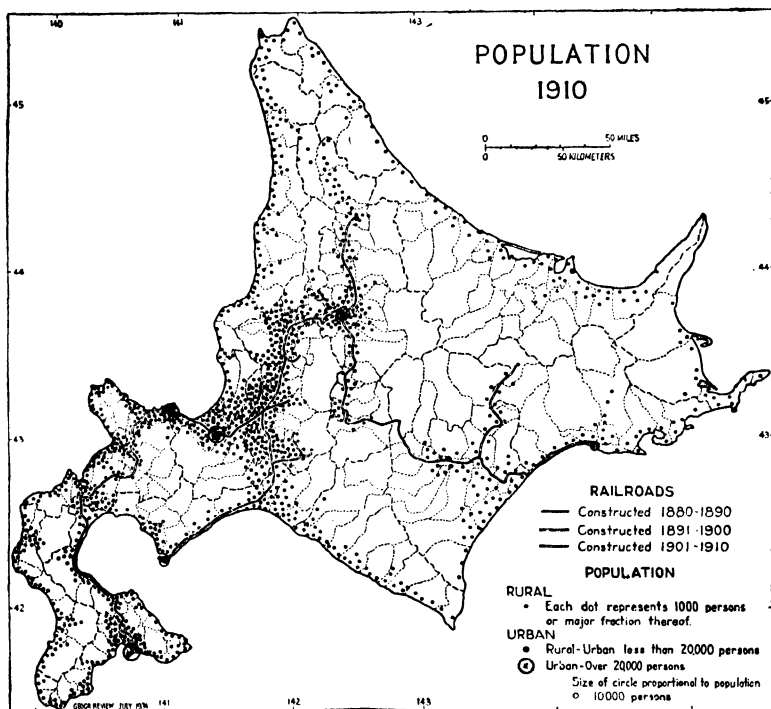 140 141 143
POPULATION
1910
45 45
0 50 MILES
0 50 KILOMETERS
44 44
43 43
RAILROADS
Constructed 1880-1890
Constructed 1891-1900
Constructed 1901-1910
POPULATION
RURAL
Each dot represents 1000 persons
or major fraction thereof.
URBAN
Rural-Urban less than 20,000 persons
Urban-Over 20,000 persons
Size of circle proportional to population
10000 persons
42 42
GEOGR REVIEW JULY 141 142 143